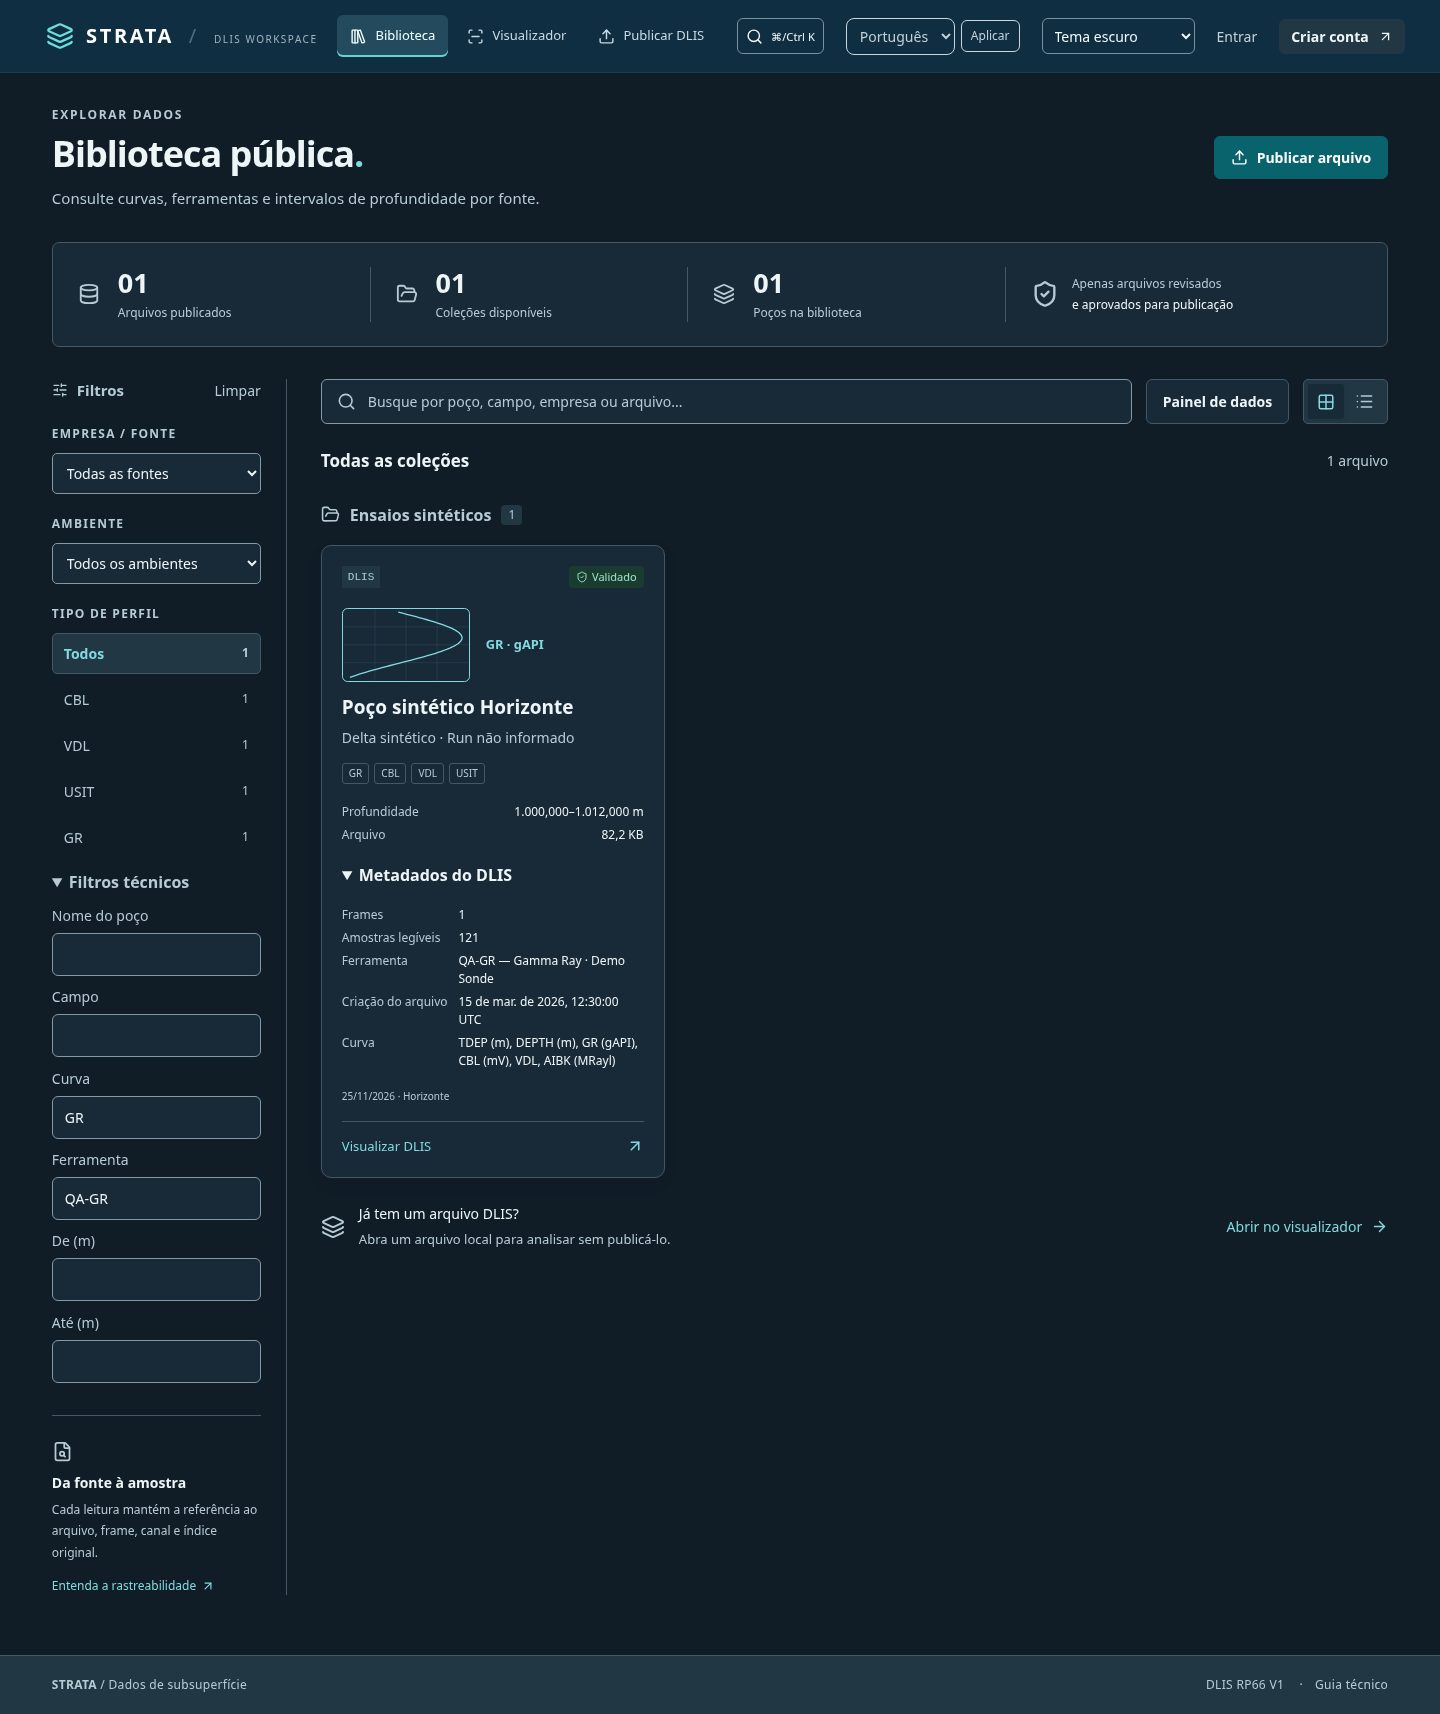 STRATA / DLIS WORKSPACE
Biblioteca
Visualizador
Publicar DLIS
⌘/Ctrl K
Português
Aplicar
Tema escuro
Entrar
Criar conta
EXPLORAR DADOS
Biblioteca pública.
Consulte curvas, ferramentas e intervalos de profundidade por fonte.
Publicar arquivo
01
Arquivos publicados
01
Coleções disponíveis
01
Poços na biblioteca
Apenas arquivos revisados
e aprovados para publicação
Filtros
Limpar
EMPRESA / FONTE
Todas as fontes
AMBIENTE
Todos os ambientes
TIPO DE PERFIL
Todos 1
CBL 1
VDL 1
USIT 1
GR 1
Filtros técnicos
Nome do poço
Campo
Curva
GR
Ferramenta
QA-GR
De (m)
Até (m)
Da fonte à amostra
Cada leitura mantém a referência ao
arquivo, frame, canal e índice
original.
Entenda a rastreabilidade
Busque por poço, campo, empresa ou arquivo...
Painel de dados
Todas as coleções
1 arquivo
Ensaios sintéticos 1
DLIS
Validado
GR · gAPI
Poço sintético Horizonte
Delta sintético · Run não informado
GR CBL VDL USIT
Profundidade 1.000,000–1.012,000 m
Arquivo 82,2 KB
Metadados do DLIS
Frames 1
Amostras legíveis 121
Ferramenta QA-GR — Gamma Ray · Demo
Sonde
Criação do arquivo 15 de mar. de 2026, 12:30:00
UTC
Curva TDEP (m), DEPTH (m), GR (gAPI),
CBL (mV), VDL, AIBK (MRayl)
25/11/2026 · Horizonte
Visualizar DLIS
Já tem um arquivo DLIS?
Abra um arquivo local para analisar sem publicá-lo.
Abrir no visualizador
STRATA / Dados de subsuperfície
DLIS RP66 V1 · Guia técnico